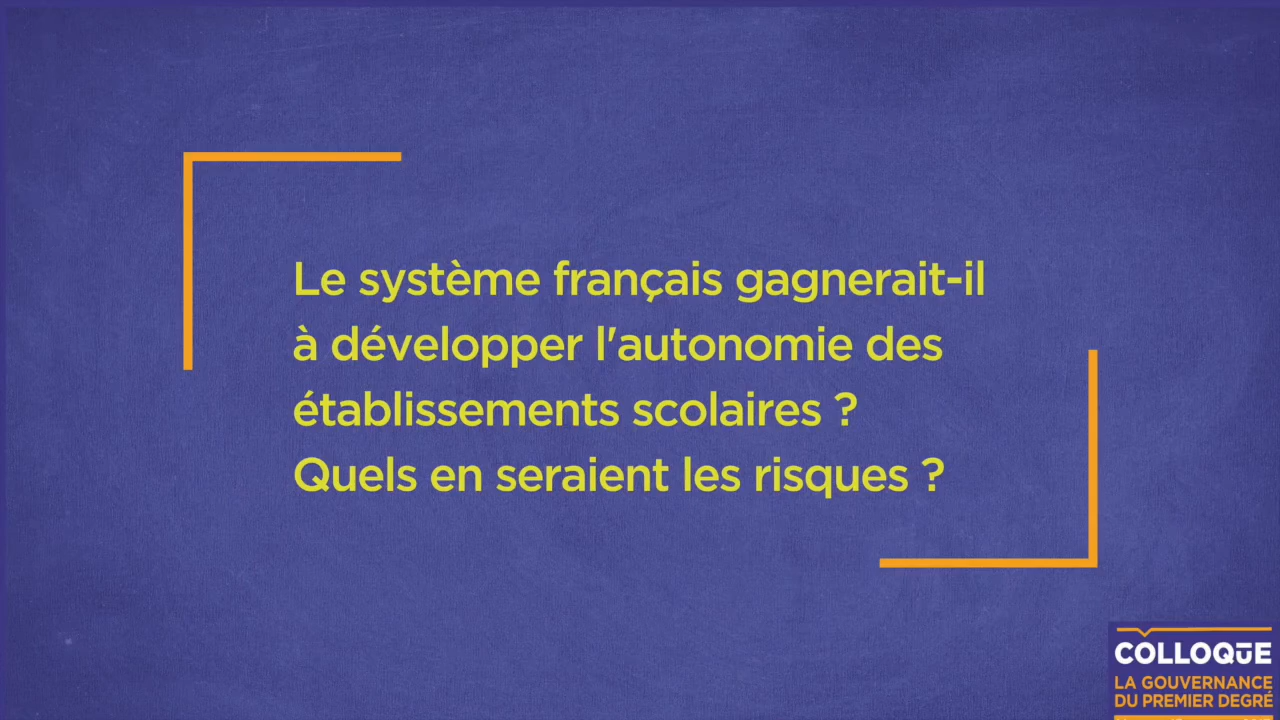 Le système français gagnerait-il
à développer l'autonomie des
établissements scolaires ?
Quels en seraient les risques ?
COLLOQUE
LA GOUVERNANCE
DU PREMIER DEGRÉ